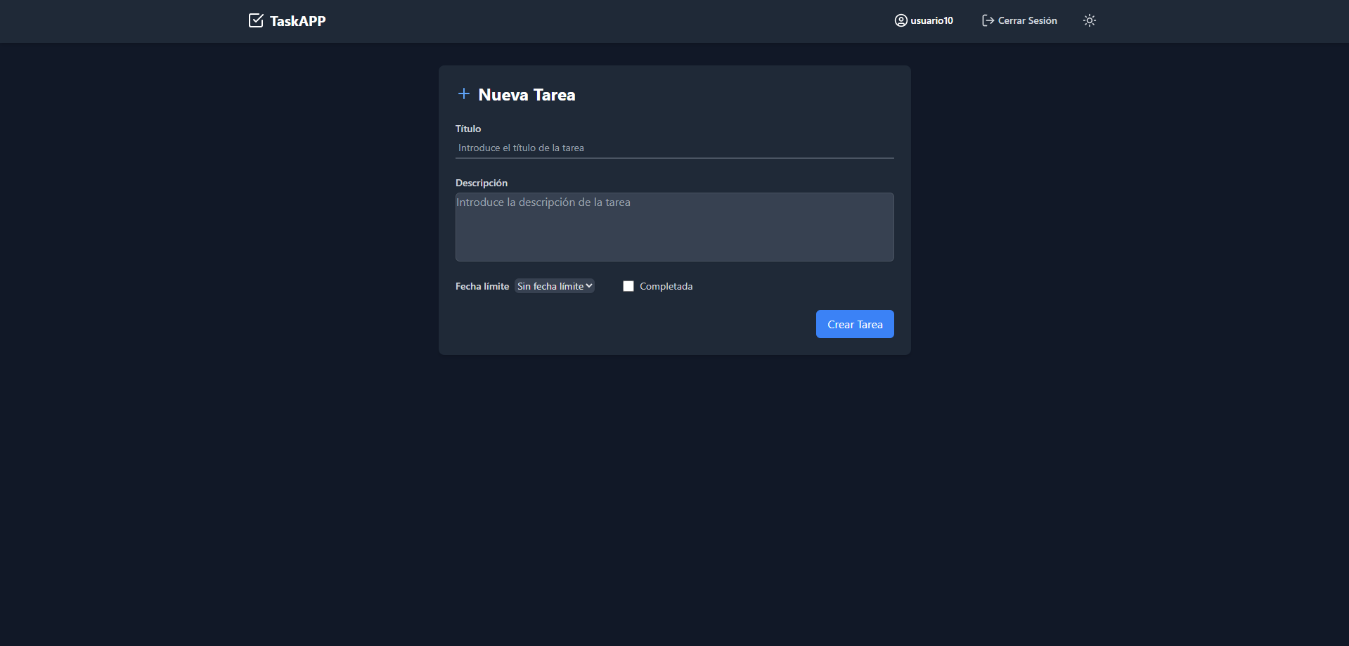 TaskAPP
usuario10
Cerrar Sesión
Nueva Tarea
Título
Introduce el título de la tarea
Descripción
Introduce la descripción de la tarea
Fecha límite Sin fecha límite Completada
Crear Tarea